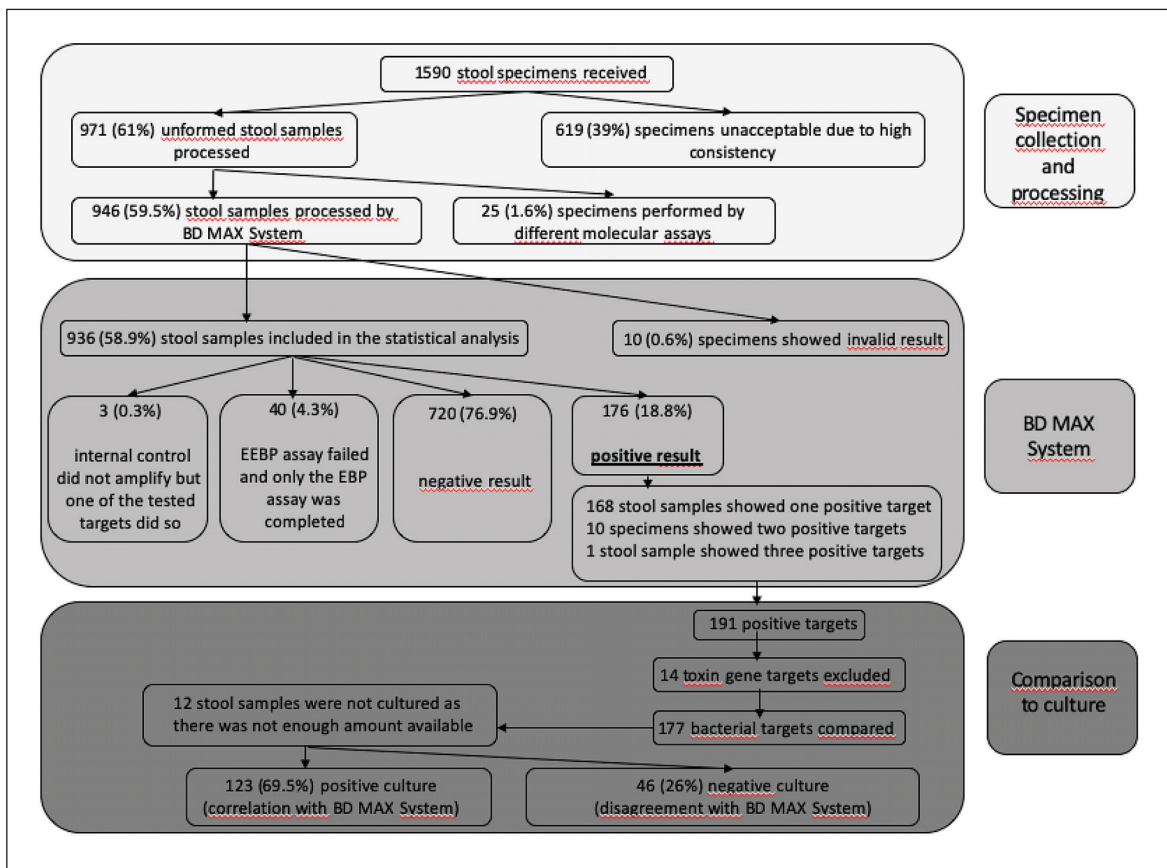 1590 stool specimens received
971 (61%) unformed stool samples
processed
619 (39%) specimens unacceptable due to high
consistency
946 (59.5%) stool samples processed by
BD MAX System
25 (1.6%) specimens performed by
different molecular assays
Specimen
collection
and
processing
936 (58.9%) stool samples included in the statistical analysis
10 (0.6%) specimens showed invalid result
3 (0.3%)
internal control
did not amplify but
one of the tested
targets did so
40 (4.3%)
EEBP assay failed
and only the EBP
assay was
completed
720 (76.9%)
negative result
176 (18.8%)
positive result
168 stool samples showed one positive target
10 specimens showed two positive targets
1 stool sample showed three positive targets
BD MAX
System
191 positive targets
14 toxin gene targets excluded
177 bacterial targets compared
12 stool samples were not cultured as
there was not enough amount available
123 (69.5%) positive culture
(correlation with BD MAX System)
46 (26%) negative culture
(disagreement with BD MAX System)
Comparison
to culture